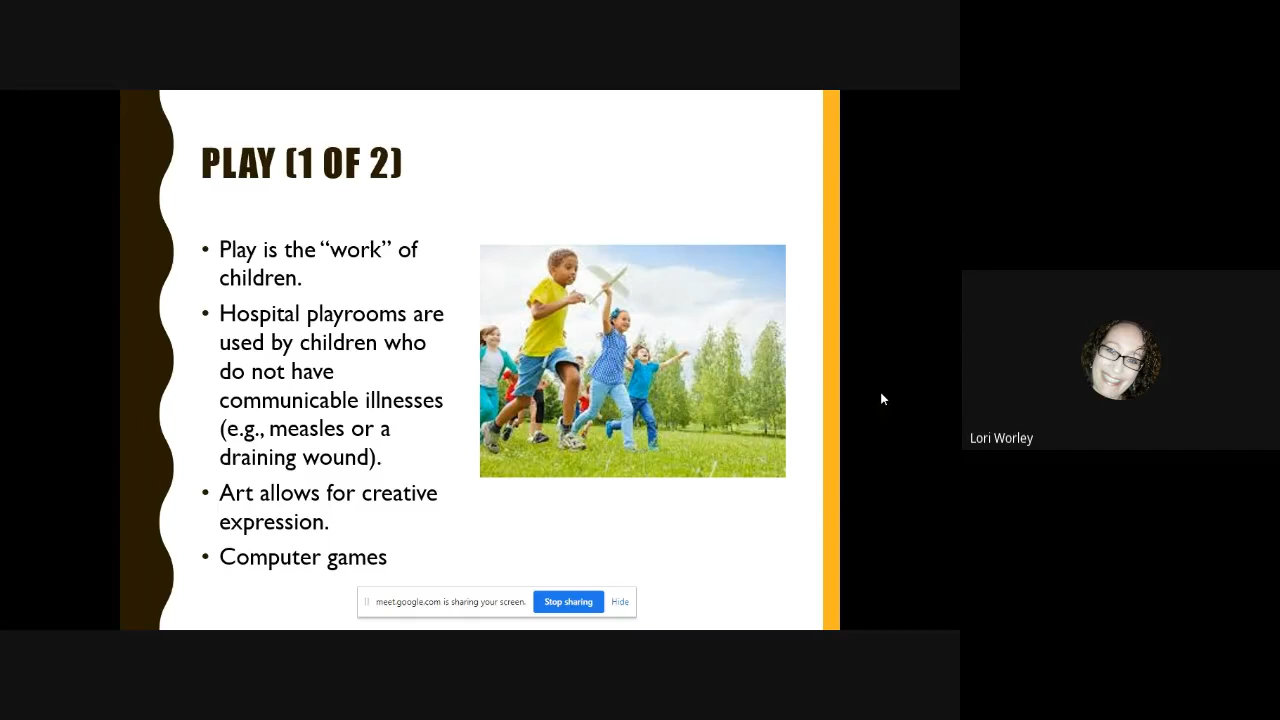 PLAY (1 OF 2)
• Play is the “work” of
children.
• Hospital playrooms are
used by children who
do not have
communicable illnesses
(e.g., measles or a
draining wound).
• Art allows for creative
expression.
• Computer games
meet.google.com is sharing your screen. Stop sharing Hide
Lori Worley